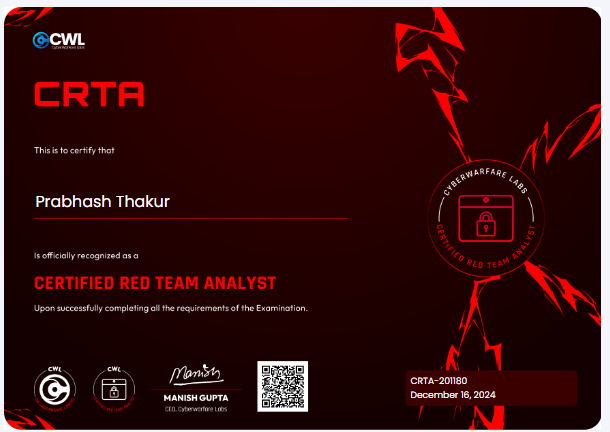 CWL
CyberWarFare Labs
CRTA
This is to certify that
Prabhash Thakur
Is officially recognized as a
CERTIFIED RED TEAM ANALYST
Upon successfully completing all the requirements of the Examination.
CYBERWARFARE LABS
CERTIFIED RED TEAM ANALYST
CWL
CWL
Manish
MANISH GUPTA
CEO, Cyberwarfare Labs
CRTA-201180
December 16, 2024